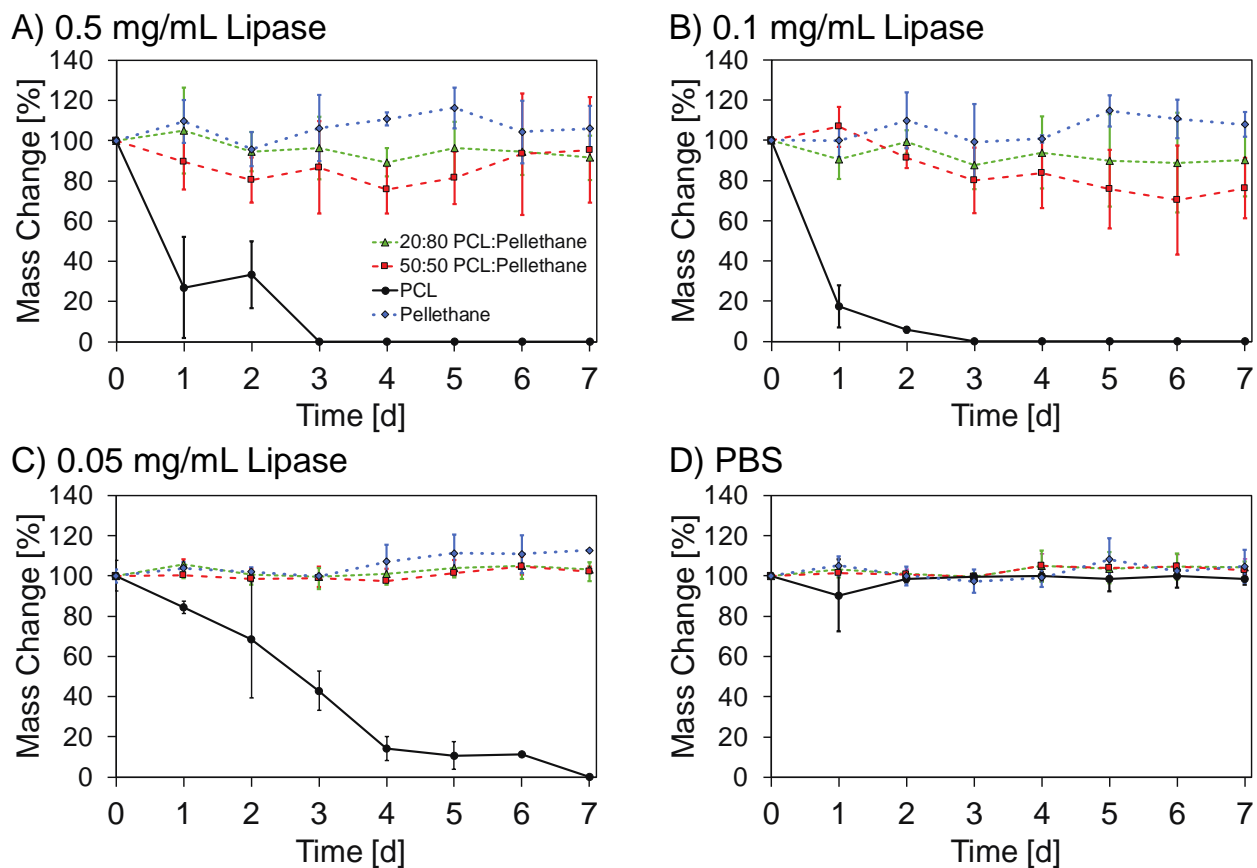 A) 0.5 mg/mL Lipase
Mass Change [%]
140
120
100
80
60
40
20
0
20:80 PCL:Pellethane
50:50 PCL:Pellethane
PCL
Pellethane
0 1 2 3 4 5 6 7
Time [d]
B) 0.1 mg/mL Lipase
Mass Change [%]
140
120
100
80
60
40
20
0
0 1 2 3 4 5 6 7
Time [d]
C) 0.05 mg/mL Lipase
Mass Change [%]
140
120
100
80
60
40
20
0
0 1 2 3 4 5 6 7
Time [d]
D) PBS
Mass Change [%]
140
120
100
80
60
40
20
0
0 1 2 3 4 5 6 7
Time [d]